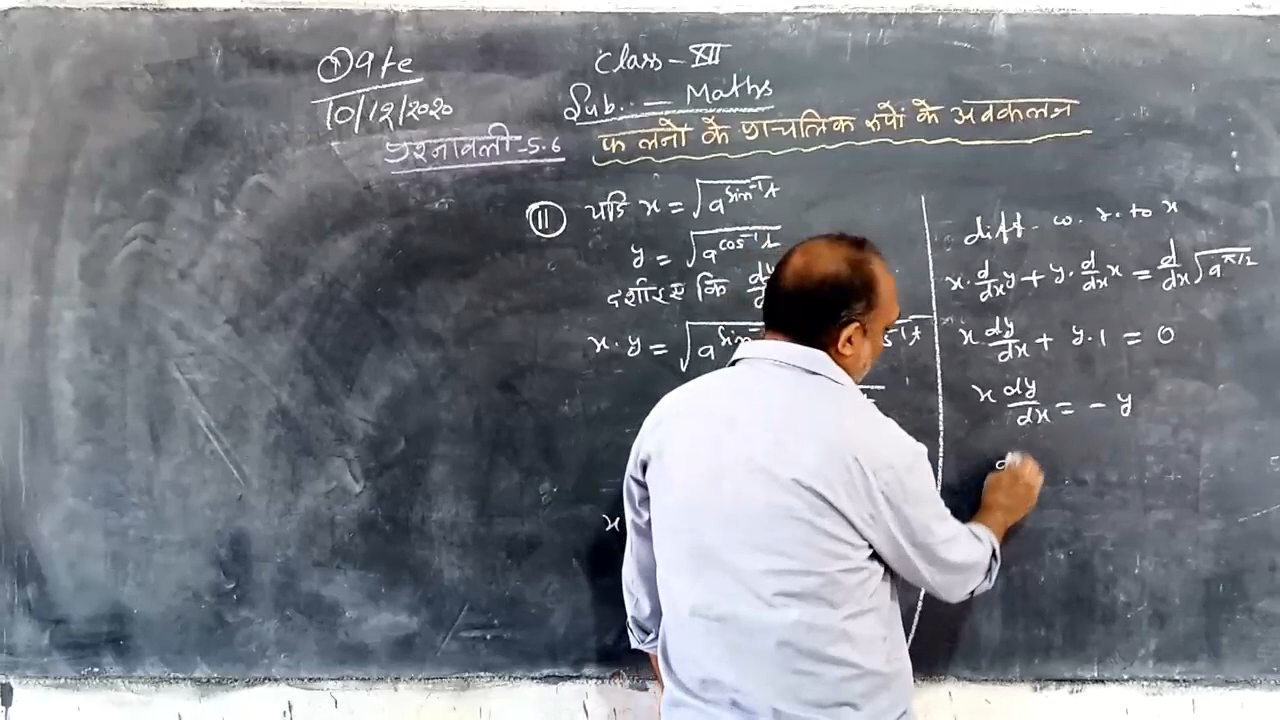 Date
10/12/2020
Class - XII
Sub. - Maths
प्रश्नावली - 5.6 फलनों के प्राचलिक रूपों के अवकलज
(11) यदि x = √a^sin⁻¹t
y = √a^cos⁻¹t
दर्शाइए कि dy
x · y = √a^sin s⁻¹t
x
diff. w. r. to x
x · d/dx y + y · d/dx x = d/dx √a^π/2
x dy/dx + y · 1 = 0
x dy/dx = - y
d